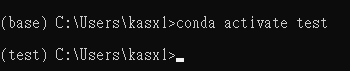 (base) C:\Users\kasxl>conda activate test
(test) C:\Users\kasxl>